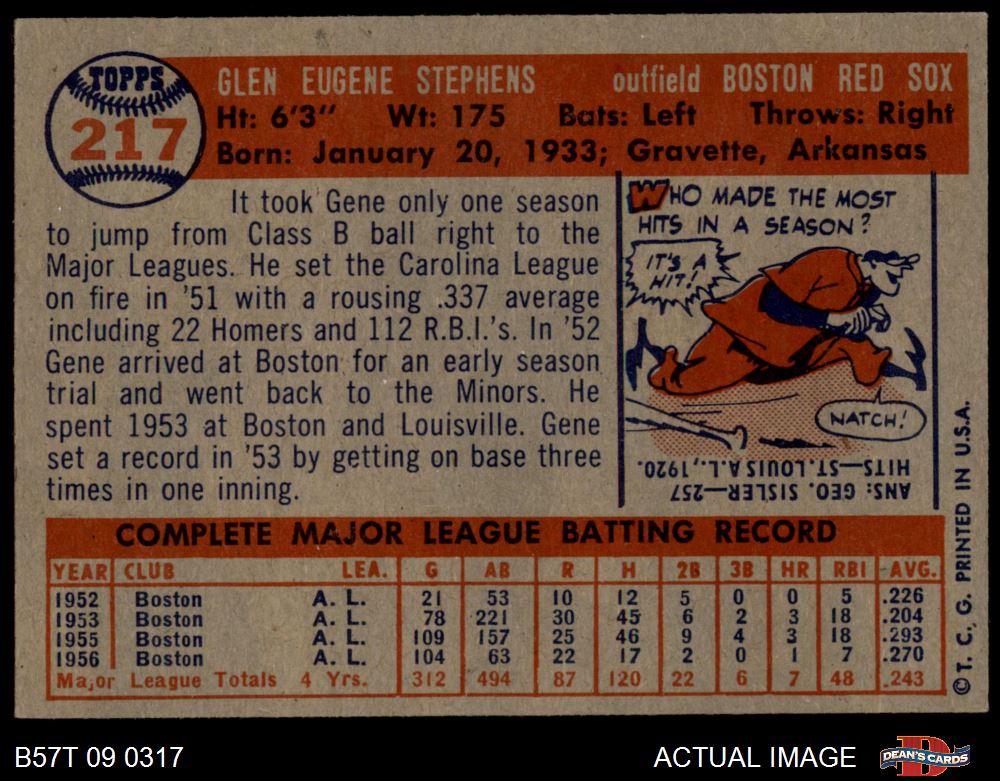 TOPPS
217
GLEN EUGENE STEPHENS outfield BOSTON RED SOX
Ht: 6'3" Wt: 175 Bats: Left Throws: Right
Born: January 20, 1933; Gravette, Arkansas
It took Gene only one season
to jump from Class B ball right to the
Major Leagues. He set the Carolina League
on fire in '51 with a rousing .337 average
including 22 Homers and 112 R.B.I.'s. In '52
Gene arrived at Boston for an early season
trial and went back to the Minors. He
spent 1953 at Boston and Louisville. Gene
set a record in '53 by getting on base three
times in one inning.
WHO MADE THE MOST
HITS IN A SEASON?
IT'S A
HIT!
NATCH!
ANS: GEO. SISLER—257
HITS—ST. LOUIS A.L., 1920.
COMPLETE MAJOR LEAGUE BATTING RECORD
YEAR CLUB LEA. G AB R H 2B 3B HR RBI AVG.
1952 Boston A. L. 21 53 10 12 5 0 0 5 .226
1953 Boston A. L. 78 221 30 45 6 2 3 18 .204
1955 Boston A. L. 109 157 25 46 9 4 3 18 .293
1956 Boston A. L. 104 63 22 17 2 0 1 7 .270
Major League Totals 4 Yrs. 312 494 87 120 22 6 7 48 .243
© T. C. G. PRINTED IN U.S.A.
B57T 09 0317 ACTUAL IMAGE
DEAN'S CARDS